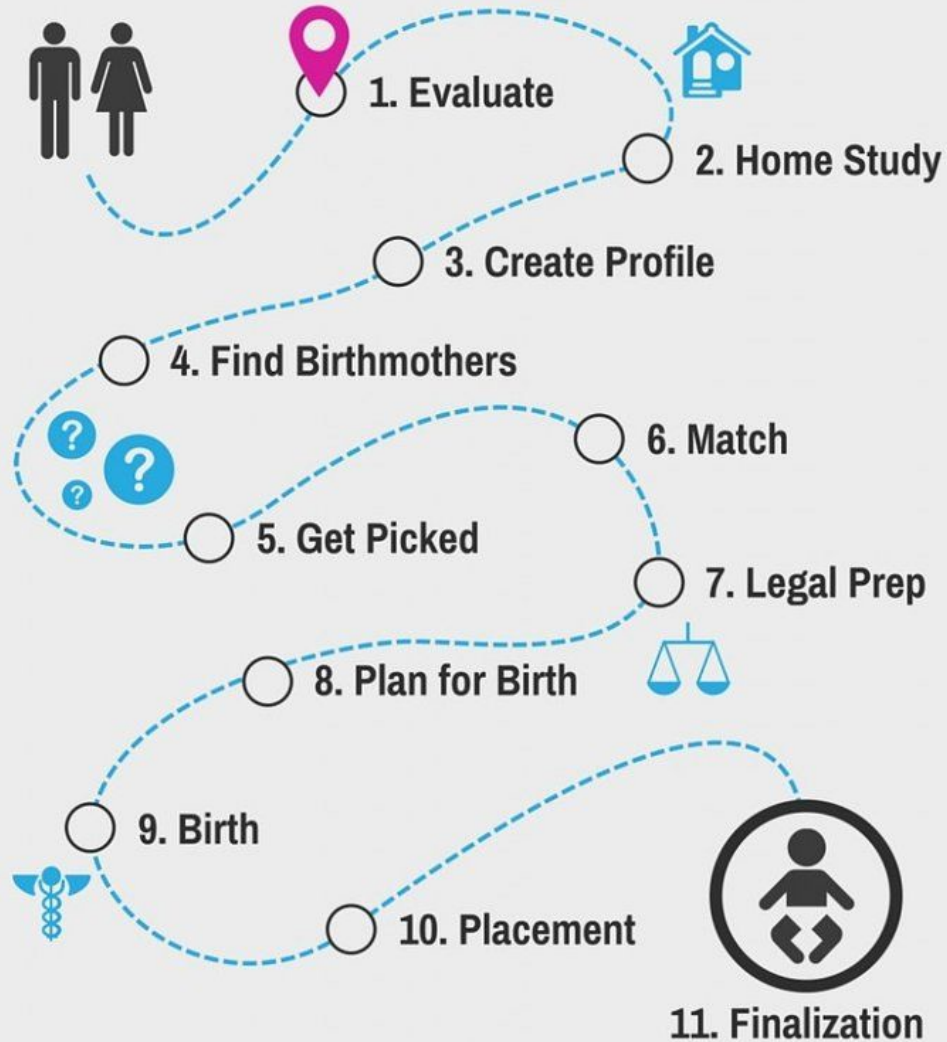 1. Evaluate
2. Home Study
3. Create Profile
4. Find Birthmothers
? ? ?
5. Get Picked
6. Match
7. Legal Prep
8. Plan for Birth
9. Birth
10. Placement
11. Finalization